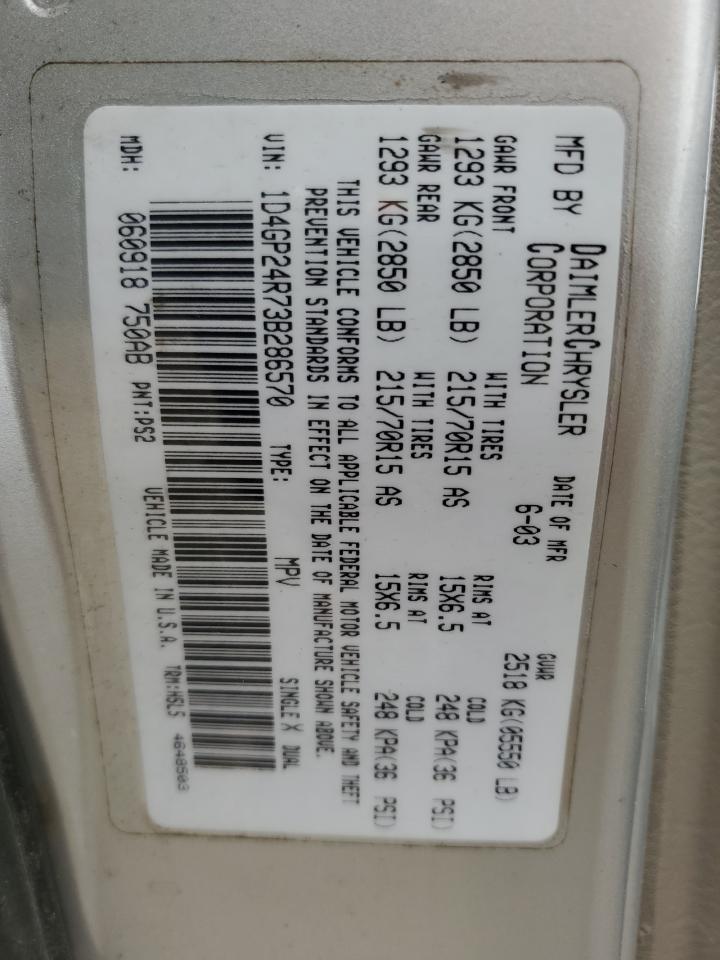 MFD BY DAIMLERCHRYSLER CORPORATION
DATE OF MFR 6-03
GVWR 2518 KG(05550 LB)
GAWR FRONT WITH TIRES RIMS AT COLD
1293 KG(2850 LB) 215/70R15 AS 15X6.5 248 KPA(36 PSI)
GAWR REAR WITH TIRES RIMS AT COLD
1293 KG(2850 LB) 215/70R15 AS 15X6.5 248 KPA(36 PSI)
THIS VEHICLE CONFORMS TO ALL APPLICABLE FEDERAL MOTOR VEHICLE SAFETY AND THEFT
PREVENTION STANDARDS IN EFFECT ON THE DATE OF MANUFACTURE SHOWN ABOVE.
VIN: 1D4GP24R73B286570 TYPE: MPV SINGLE X DUAL
MDH: 060918 750AB PNT:PS2 VEHICLE MADE IN U.S.A. TRM:H5L5 4648503